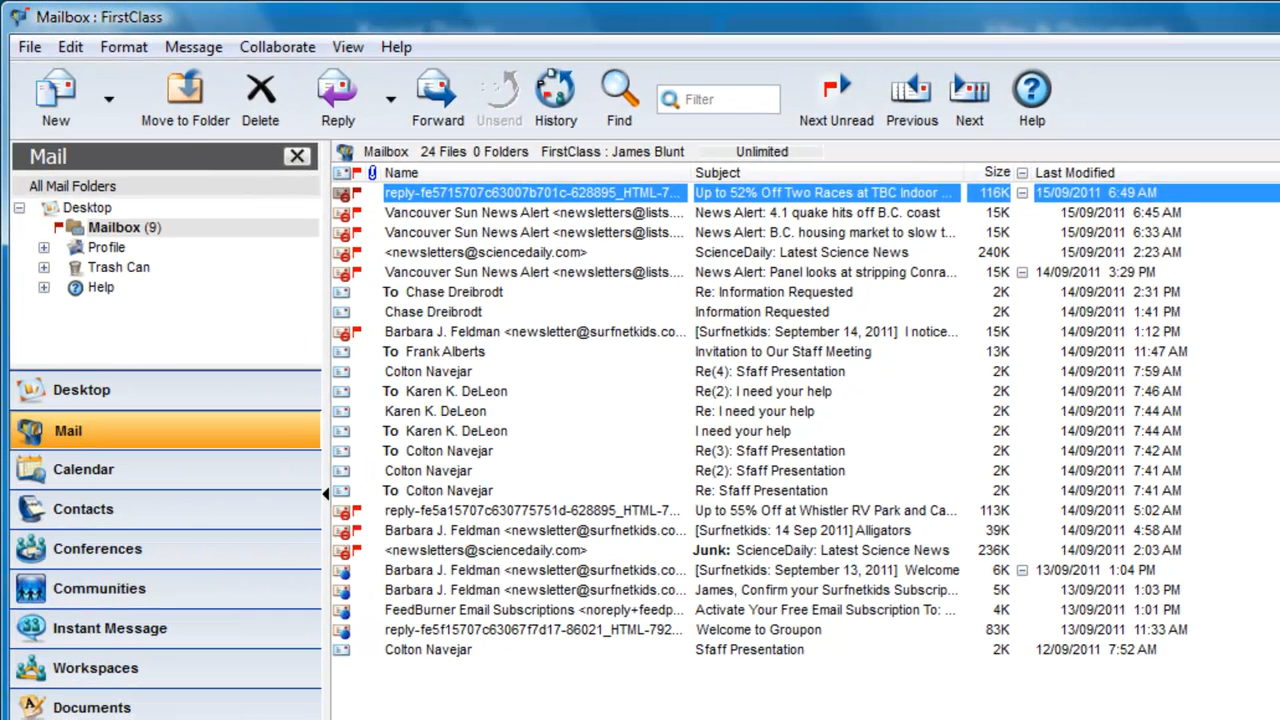 Mailbox : FirstClass
File Edit Format Message Collaborate View Help
New Move to Folder Delete Reply Forward Unsend History Find Filter Next Unread Previous Next Help
Mail
All Mail Folders
Desktop
Mailbox (9)
Profile
Trash Can
Help
Desktop
Mail
Calendar
Contacts
Conferences
Communities
Instant Message
Workspaces
Documents
Mailbox 24 Files 0 Folders FirstClass : James Blunt Unlimited
Name Subject Size Last Modified
reply-fe5715707c63007b701c-628895_HTML-7... Up to 52% Off Two Races at TBC Indoor ... 116K 15/09/2011 6:49 AM
Vancouver Sun News Alert <newsletters@lists.... News Alert: 4.1 quake hits off B.C. coast 15K 15/09/2011 6:45 AM
Vancouver Sun News Alert <newsletters@lists.... News Alert: B.C. housing market to slow t... 15K 15/09/2011 6:33 AM
<newsletters@sciencedaily.com> ScienceDaily: Latest Science News 240K 15/09/2011 2:03 AM
Vancouver Sun News Alert <newsletters@lists.... News Alert: Panel looks at stripping Conra... 15K 14/09/2011 3:29 PM
To Chase Dreibrodt Re: Information Requested 2K 14/09/2011 2:31 PM
Chase Dreibrodt Information Requested 2K 14/09/2011 1:41 PM
Barbara J. Feldman <newsletter@surfnetkids.co... [Surfnetkids: September 14, 2011] I notice... 15K 14/09/2011 1:12 PM
To Frank Alberts Invitation to Our Staff Meeting 13K 14/09/2011 11:47 AM
Colton Navejar Re(4): Sfaff Presentation 2K 14/09/2011 7:59 AM
To Karen K. DeLeon Re(2): I need your help 2K 14/09/2011 7:46 AM
Karen K. DeLeon Re: I need your help 2K 14/09/2011 7:44 AM
To Karen K. DeLeon I need your help 2K 14/09/2011 7:44 AM
To Colton Navejar Re(3): Sfaff Presentation 2K 14/09/2011 7:42 AM
Colton Navejar Re(2): Sfaff Presentation 2K 14/09/2011 7:41 AM
To Colton Navejar Re: Sfaff Presentation 2K 14/09/2011 7:41 AM
reply-fe5a15707c630775751d-628895_HTML-7... Up to 55% Off at Whistler RV Park and Ca... 113K 14/09/2011 5:02 AM
Barbara J. Feldman <newsletter@surfnetkids.co... [Surfnetkids: 14 Sep 2011] Alligators 39K 14/09/2011 4:58 AM
<newsletters@sciencedaily.com> Junk: ScienceDaily: Latest Science News 236K 14/09/2011 2:03 AM
Barbara J. Feldman <newsletter@surfnetkids.co... [Surfnetkids: September 13, 2011] Welcome 6K 13/09/2011 1:04 PM
Barbara J. Feldman <newsletter@surfnetkids.co... James, Confirm your Surfnetkids Subscrip... 5K 13/09/2011 1:03 PM
FeedBurner Email Subscriptions <noreply+feedp... Activate Your Free Email Subscription To: ... 4K 13/09/2011 1:01 PM
reply-fe5f15707c63067f7d17-86021_HTML-792... Welcome to Groupon 83K 13/09/2011 11:33 AM
Colton Navejar Sfaff Presentation 2K 12/09/2011 7:52 AM